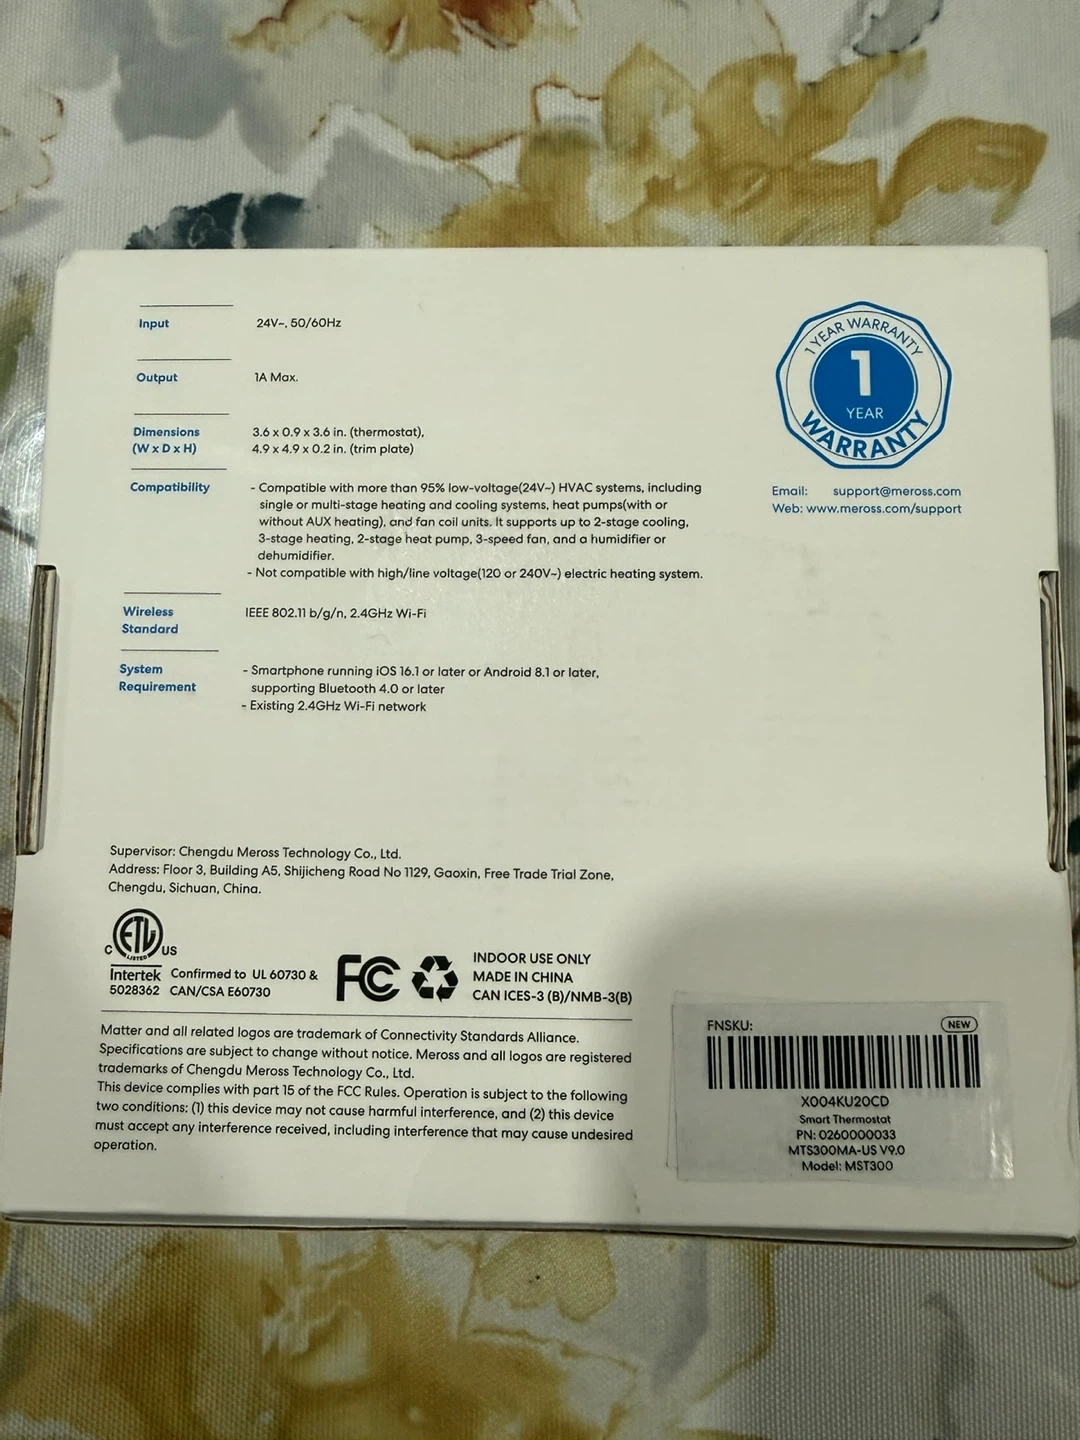 Input 24V~, 50/60Hz
Output 1A Max.
Dimensions 3.6 x 0.9 x 3.6 in. (thermostat),
(W x D x H) 4.9 x 4.9 x 0.2 in. (trim plate)
Compatibility - Compatible with more than 95% low-voltage(24V~) HVAC systems, including
single or multi-stage heating and cooling systems, heat pumps(with or
without AUX heating), and fan coil units. It supports up to 2-stage cooling,
3-stage heating, 2-stage heat pump, 3-speed fan, and a humidifier or
dehumidifier.
- Not compatible with high/line voltage(120 or 240V~) electric heating system.
Wireless IEEE 802.11 b/g/n, 2.4GHz Wi-Fi
Standard
System - Smartphone running iOS 16.1 or later or Android 8.1 or later,
Requirement supporting Bluetooth 4.0 or later
- Existing 2.4GHz Wi-Fi network
1 YEAR WARRANTY
1
YEAR
WARRANTY
Email: support@meross.com
Web: www.meross.com/support
Supervisor: Chengdu Meross Technology Co., Ltd.
Address: Floor 3, Building A5, Shijicheng Road No 1129, Gaoxin, Free Trade Trial Zone,
Chengdu, Sichuan, China.
ETL
C LISTED US
Intertek Confirmed to UL 60730 &
5028362 CAN/CSA E60730
FC
INDOOR USE ONLY
MADE IN CHINA
CAN ICES-3 (B)/NMB-3(B)
Matter and all related logos are trademark of Connectivity Standards Alliance.
Specifications are subject to change without notice. Meross and all logos are registered
trademarks of Chengdu Meross Technology Co., Ltd.
This device complies with part 15 of the FCC Rules. Operation is subject to the following
two conditions: (1) this device may not cause harmful interference, and (2) this device
must accept any interference received, including interference that may cause undesired
operation.
FNSKU: NEW
X004KU20CD
Smart Thermostat
PN: 0260000033
MTS300MA-US V9.0
Model: MST300